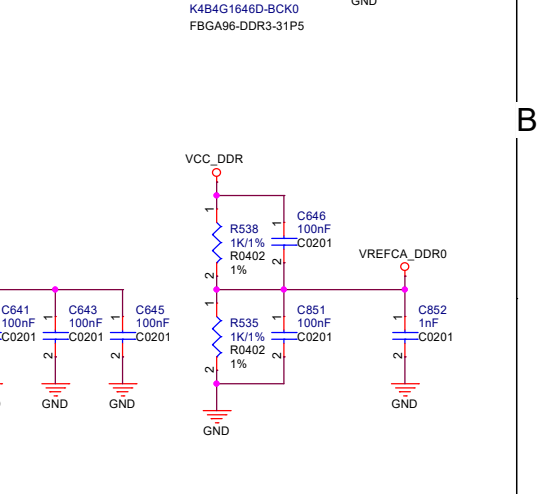 GND
K4B4G1646D-BCK0
FBGA96-DDR3-31P5
B
VCC_DDR
1
R538
1K/1%
R0402
1%
2
1
C646
100nF
C0201
2
VREFCA_DDR0
C641
100nF
C0201
1
C643
100nF
C0201
2
GND
1
C645
100nF
C0201
2
GND
1
R535
1K/1%
R0402
1%
2
GND
1
C851
100nF
C0201
2
1
C852
1nF
C0201
2
GND